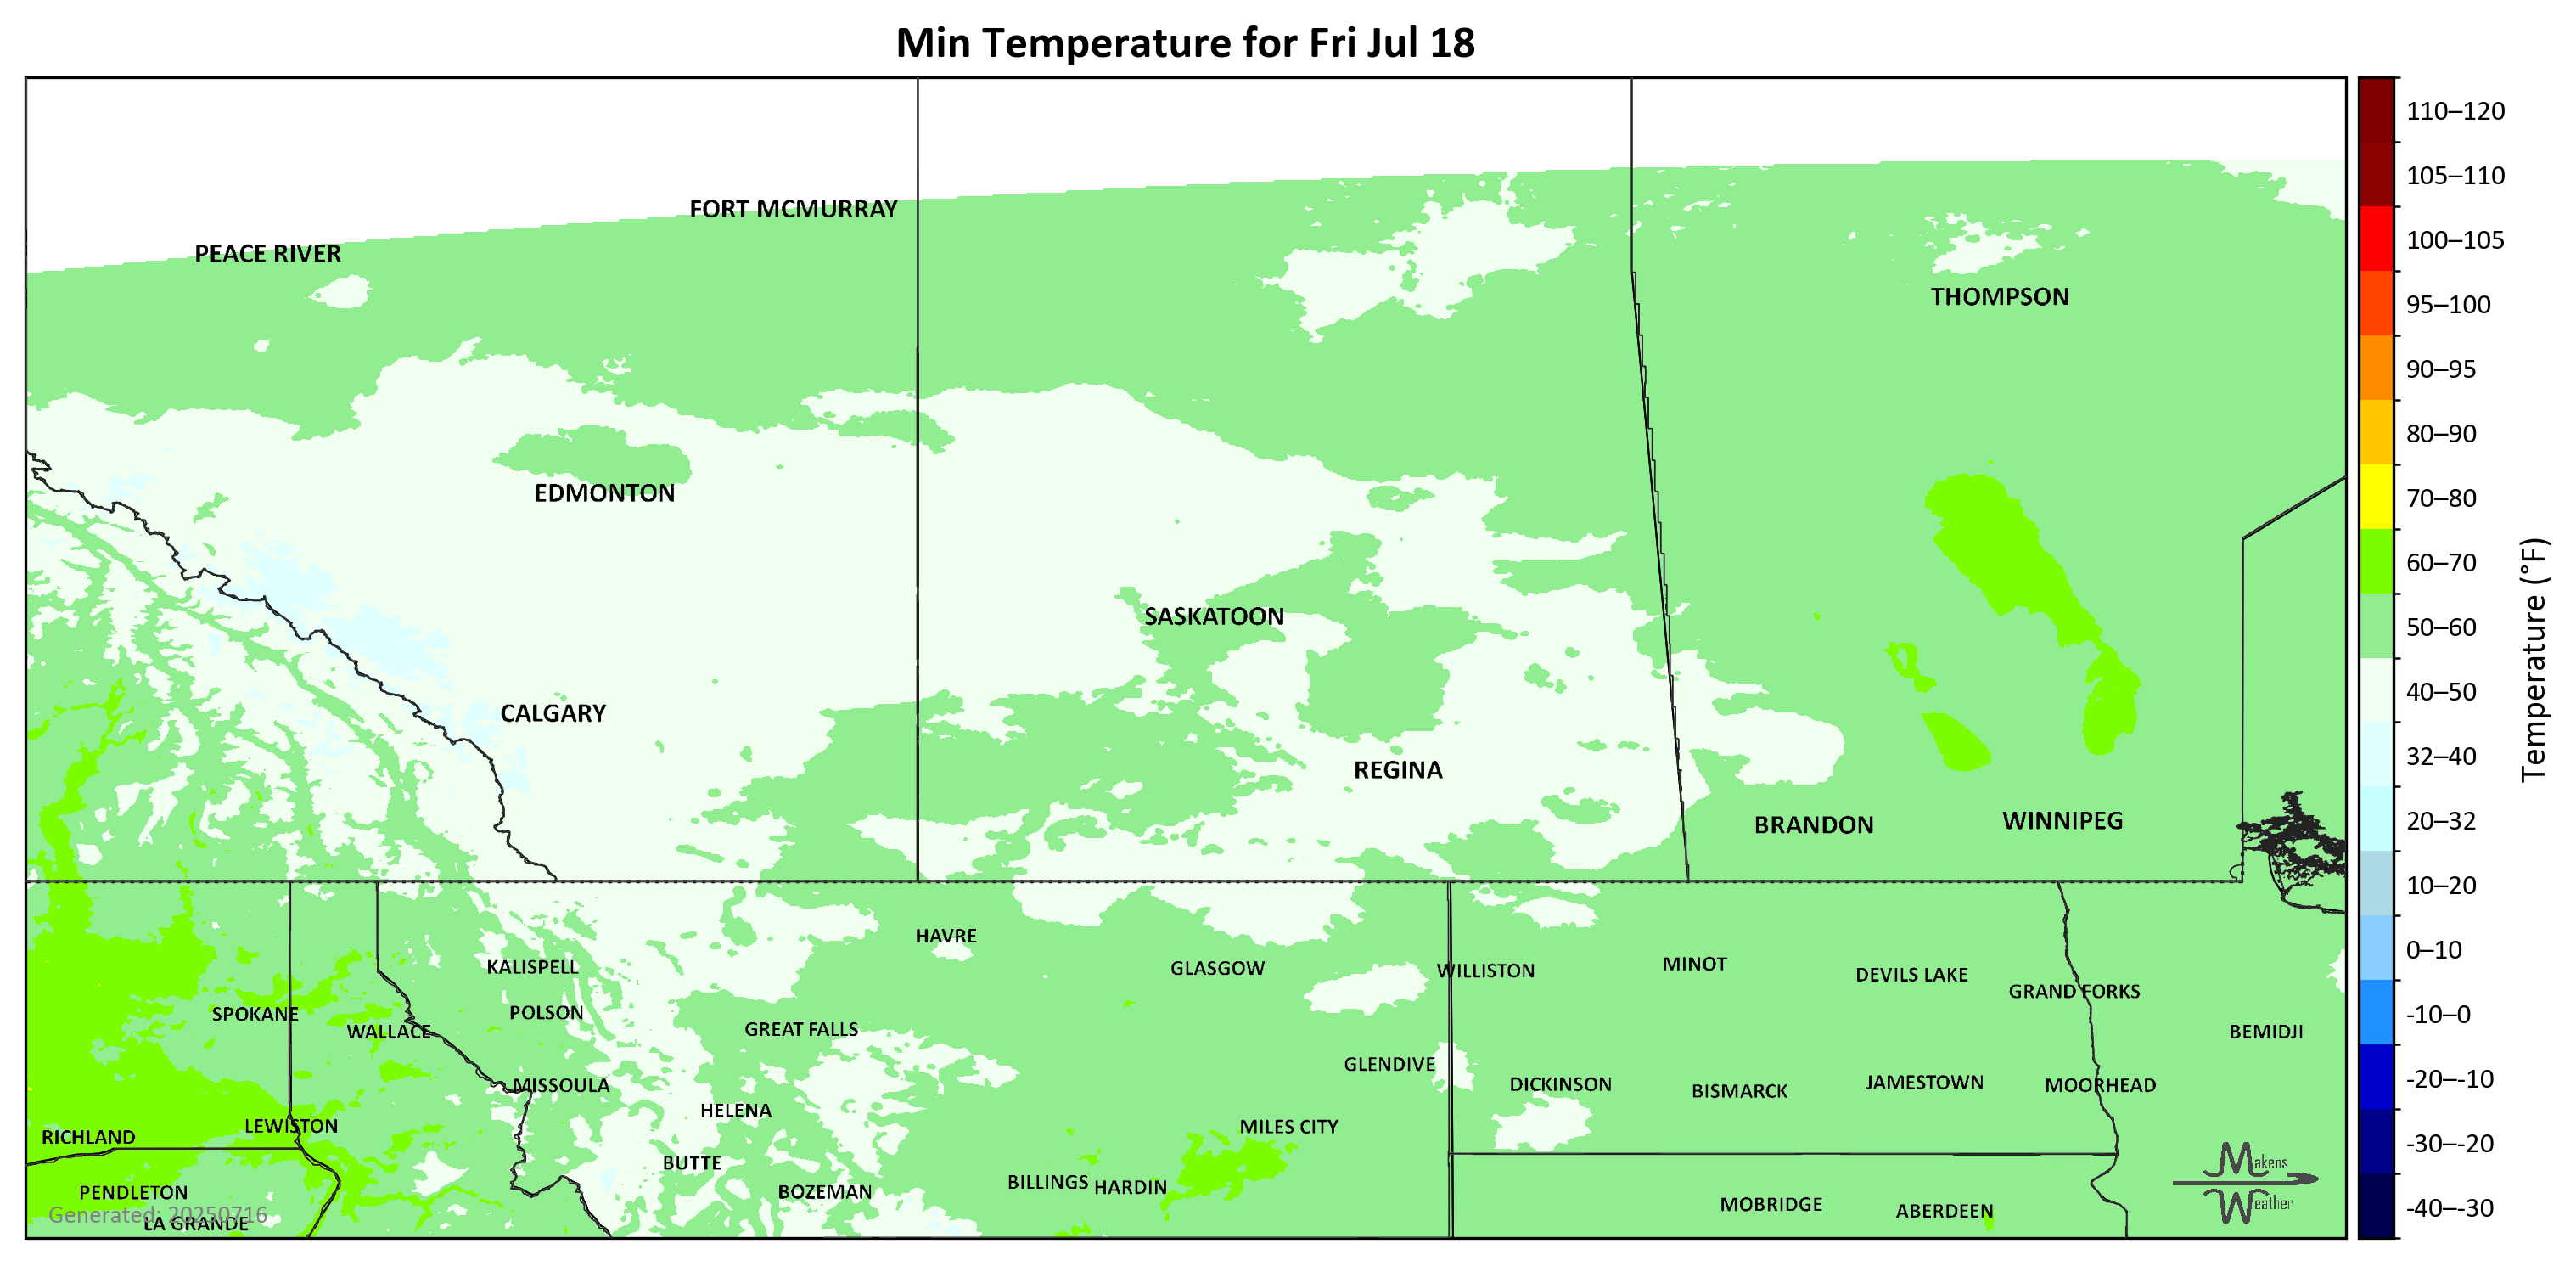 Min Temperature for Fri Jul 18
FORT MCMURRAY
PEACE RIVER
THOMPSON
EDMONTON
SASKATOON
CALGARY
REGINA
BRANDON
WINNIPEG
HAVRE
KALISPELL
GLASGOW
WILLISTON
MINOT
DEVILS LAKE
GRAND FORKS
SPOKANE
POLSON
WALLACE
GREAT FALLS
BEMIDJI
GLENDIVE
MISSOULA
DICKINSON
BISMARCK
JAMESTOWN
MOORHEAD
HELENA
LEWISTON
MILES CITY
RICHLAND
BUTTE
BILLINGS
HARDIN
PENDLETON
BOZEMAN
MOBRIDGE
ABERDEEN
Generated: 20250716
LA GRANDE
Makens
Weather
110–120
105–110
100–105
95–100
90–95
80–90
70–80
60–70
50–60
40–50
32–40
20–32
10–20
0–10
-10–0
-20–-10
-30–-20
-40–-30
Temperature (°F)